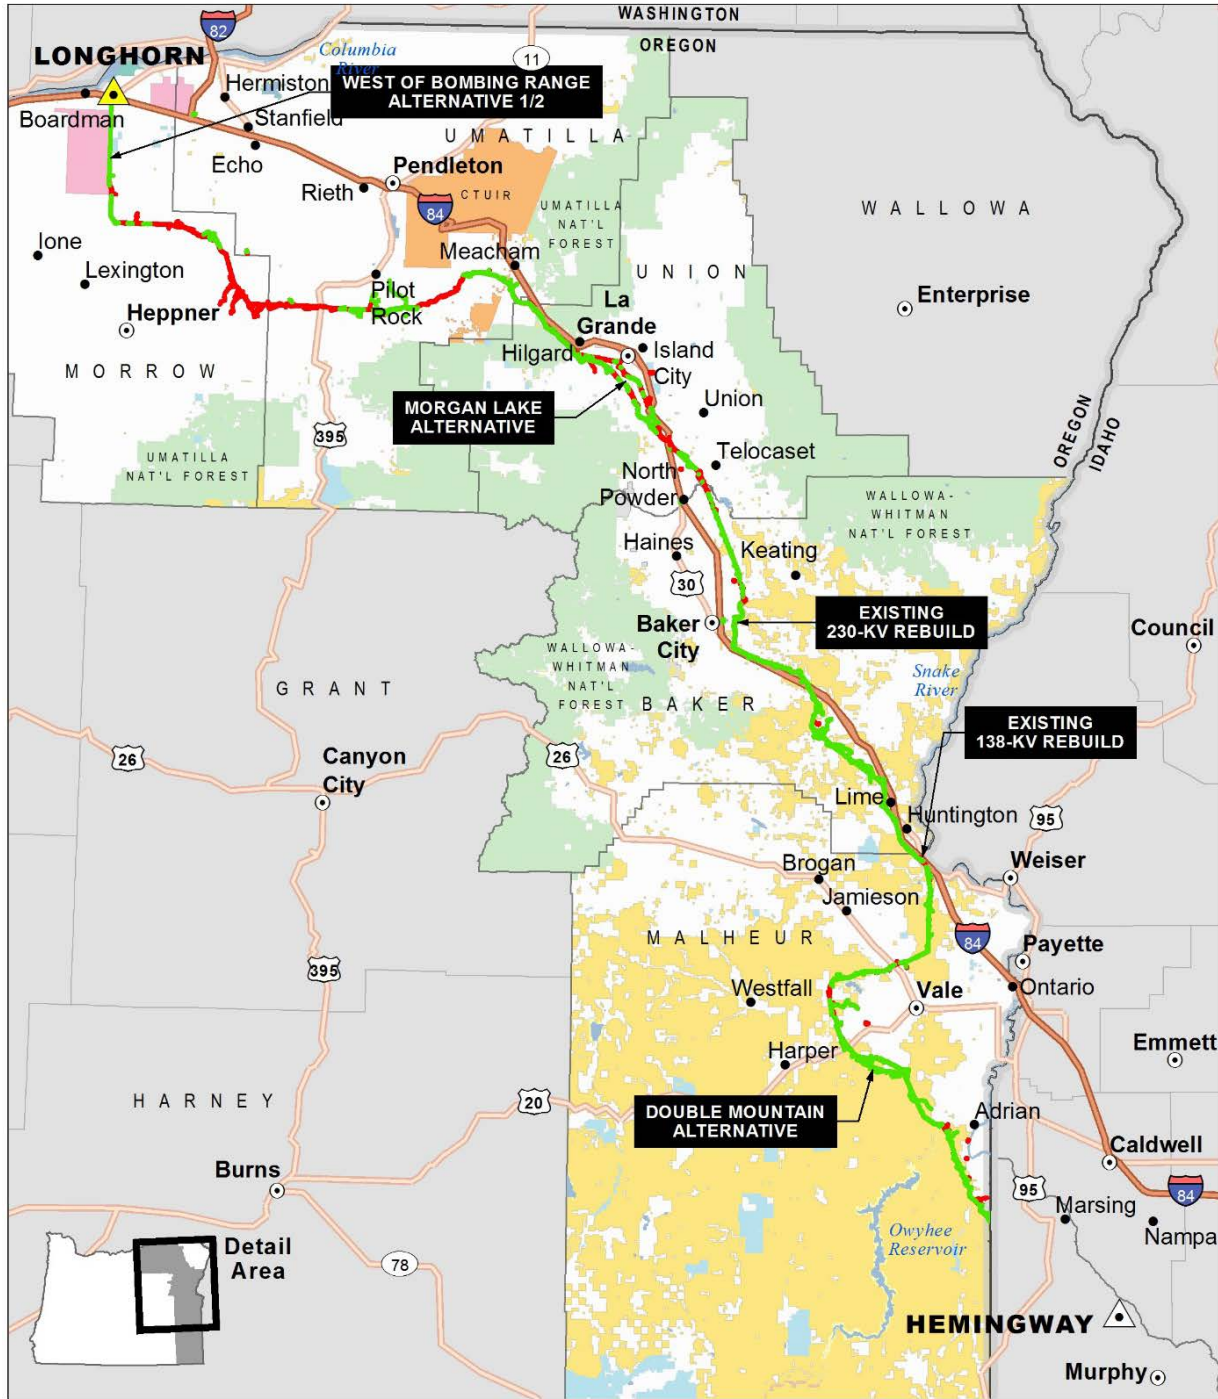 WASHINGTON
OREGON
82
LONGHORN
Columbia
River
11
Hermiston
WEST OF BOMBING RANGE
ALTERNATIVE 1/2
Boardman
Stanfield
UMATILLA
Echo
Pendleton
Rieth
CTUIR
84
UMATILLA
NAT'L
FOREST
WALLOWA
Ione
Meacham
Lexington
UNION
Pilot
Rock
Enterprise
Heppner
La
Grande
Hilgard
Island
City
MORROW
MORGAN LAKE
ALTERNATIVE
Union
395
OREGON
IDAHO
UMATILLA
NAT'L FOREST
Telocaset
North
Powder
WALLOWA-
WHITMAN
NAT'L FOREST
Haines
Keating
30
EXISTING
230-KV REBUILD
Baker
City
Council
WALLOWA-
WHITMAN
NAT'L
FOREST
Snake
River
GRANT
BAKER
EXISTING
138-KV REBUILD
26
Canyon
City
26
Lime
Huntington
95
Brogan
Weiser
Jamieson
MALHEUR
84
Payette
395
Westfall
Vale
Ontario
Harper
Emmett
HARNEY
20
DOUBLE MOUNTAIN
ALTERNATIVE
Adrian
Burns
Caldwell
95
84
Marsing
Nampa
Owyhee
Reservoir
Detail
Area
78
HEMINGWAY
Murphy